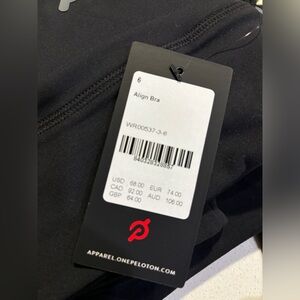 6
Align Bra
WR00537-3-6
USD 68.00 EUR 74.00
CAD 92.00 AUD 106.00
GBP 64.00
APPAREL.ONEPELOTON.COM